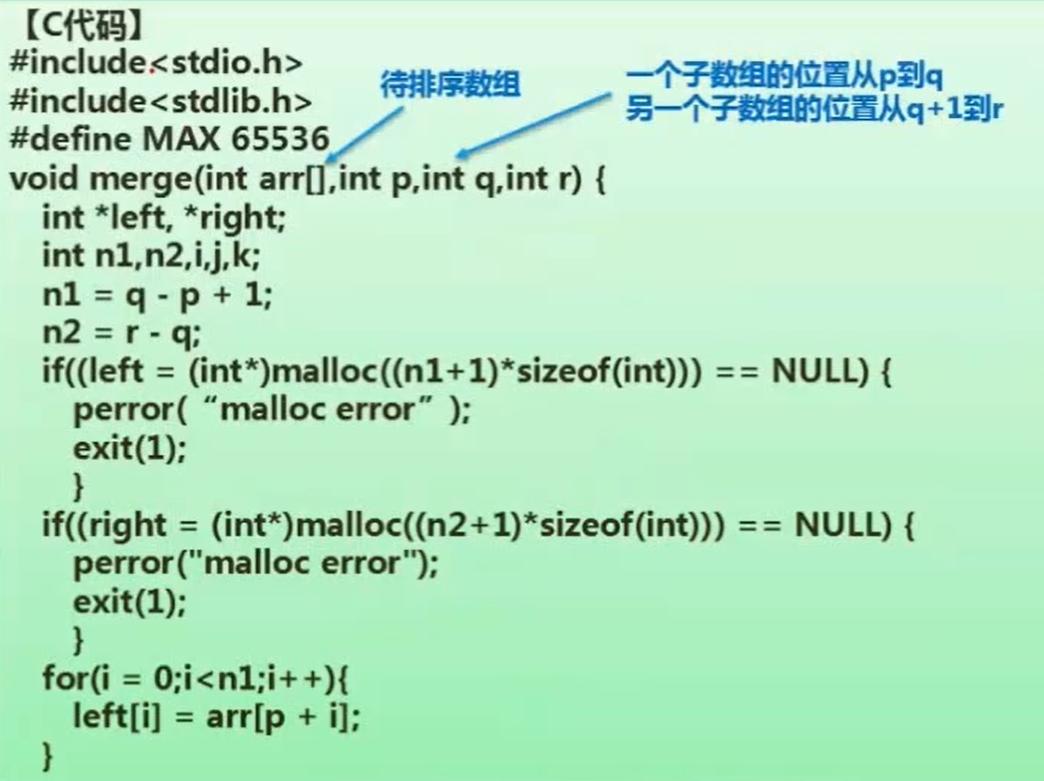 【C代码】
#include<stdio.h>
#include<stdlib.h>
#define MAX 65536
待排序数组
一个子数组的位置从p到q
另一个子数组的位置从q+1到r
void merge(int arr[],int p,int q,int r) {
int *left, *right;
int n1,n2,i,j,k;
n1 = q - p + 1;
n2 = r - q;
if((left = (int*)malloc((n1+1)*sizeof(int))) == NULL) {
perror( “malloc error” );
exit(1);
}
if((right = (int*)malloc((n2+1)*sizeof(int))) == NULL) {
perror("malloc error");
exit(1);
}
for(i = 0;i<n1;i++){
left[i] = arr[p + i];
}